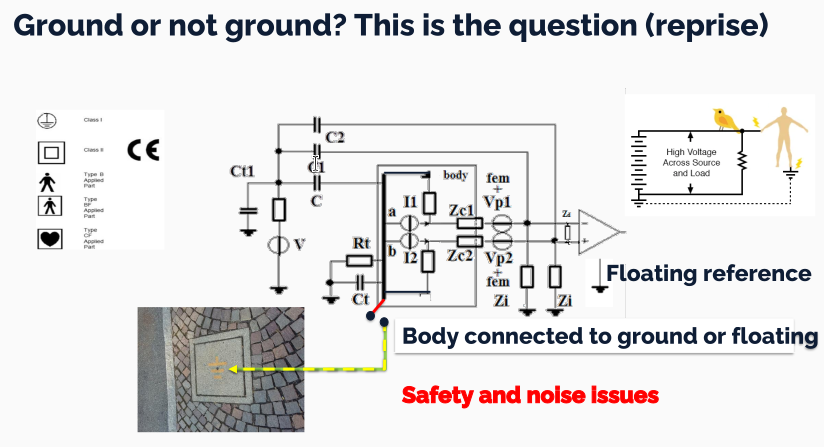 Ground or not ground? This is the question (reprise)
Class I
Class II
CE
Type B
Applied
Part
Type
BF
Applied
Part
Type
CF
Applied
Part
C2
C1
C
Ct1
V
Rt
Ct
body
a
b
I1
I2
Zc1
Zc2
fem
+
Vp1
Vp2
+
fem
Zi
Zi
Zd
-
+
High Voltage
Across Source
and Load
Floating reference
Body connected to ground or floating
Safety and noise issues